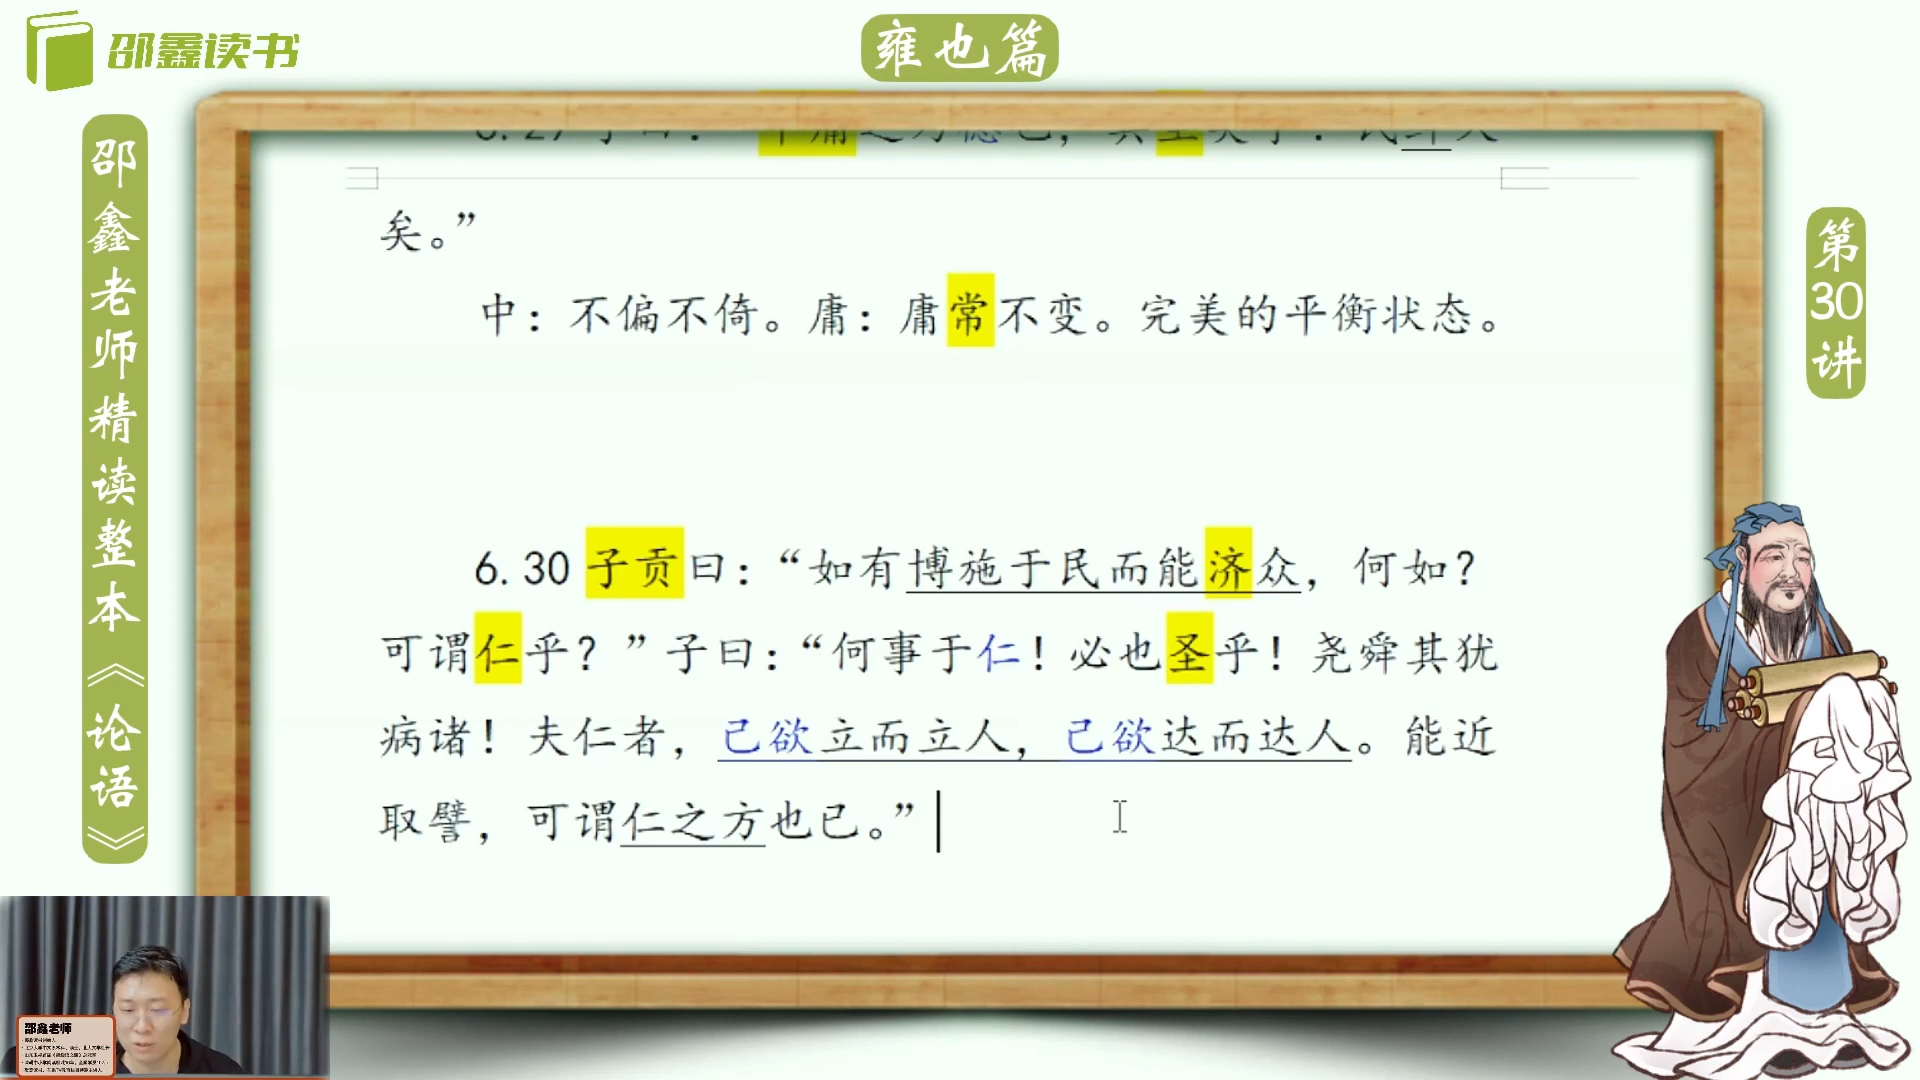 邵鑫读书
雍也篇
邵鑫老师精读整本《论语》
第30讲
矣。”
中：不偏不倚。庸：庸常不变。完美的平衡状态。
6.30 子贡曰：“如有博施于民而能济众，何如？
可谓仁乎？”子曰：“何事于仁！必也圣乎！尧舜其犹
病诸！夫仁者，己欲立而立人，己欲达而达人。能近
取譬，可谓仁之方也已。”
邵鑫老师